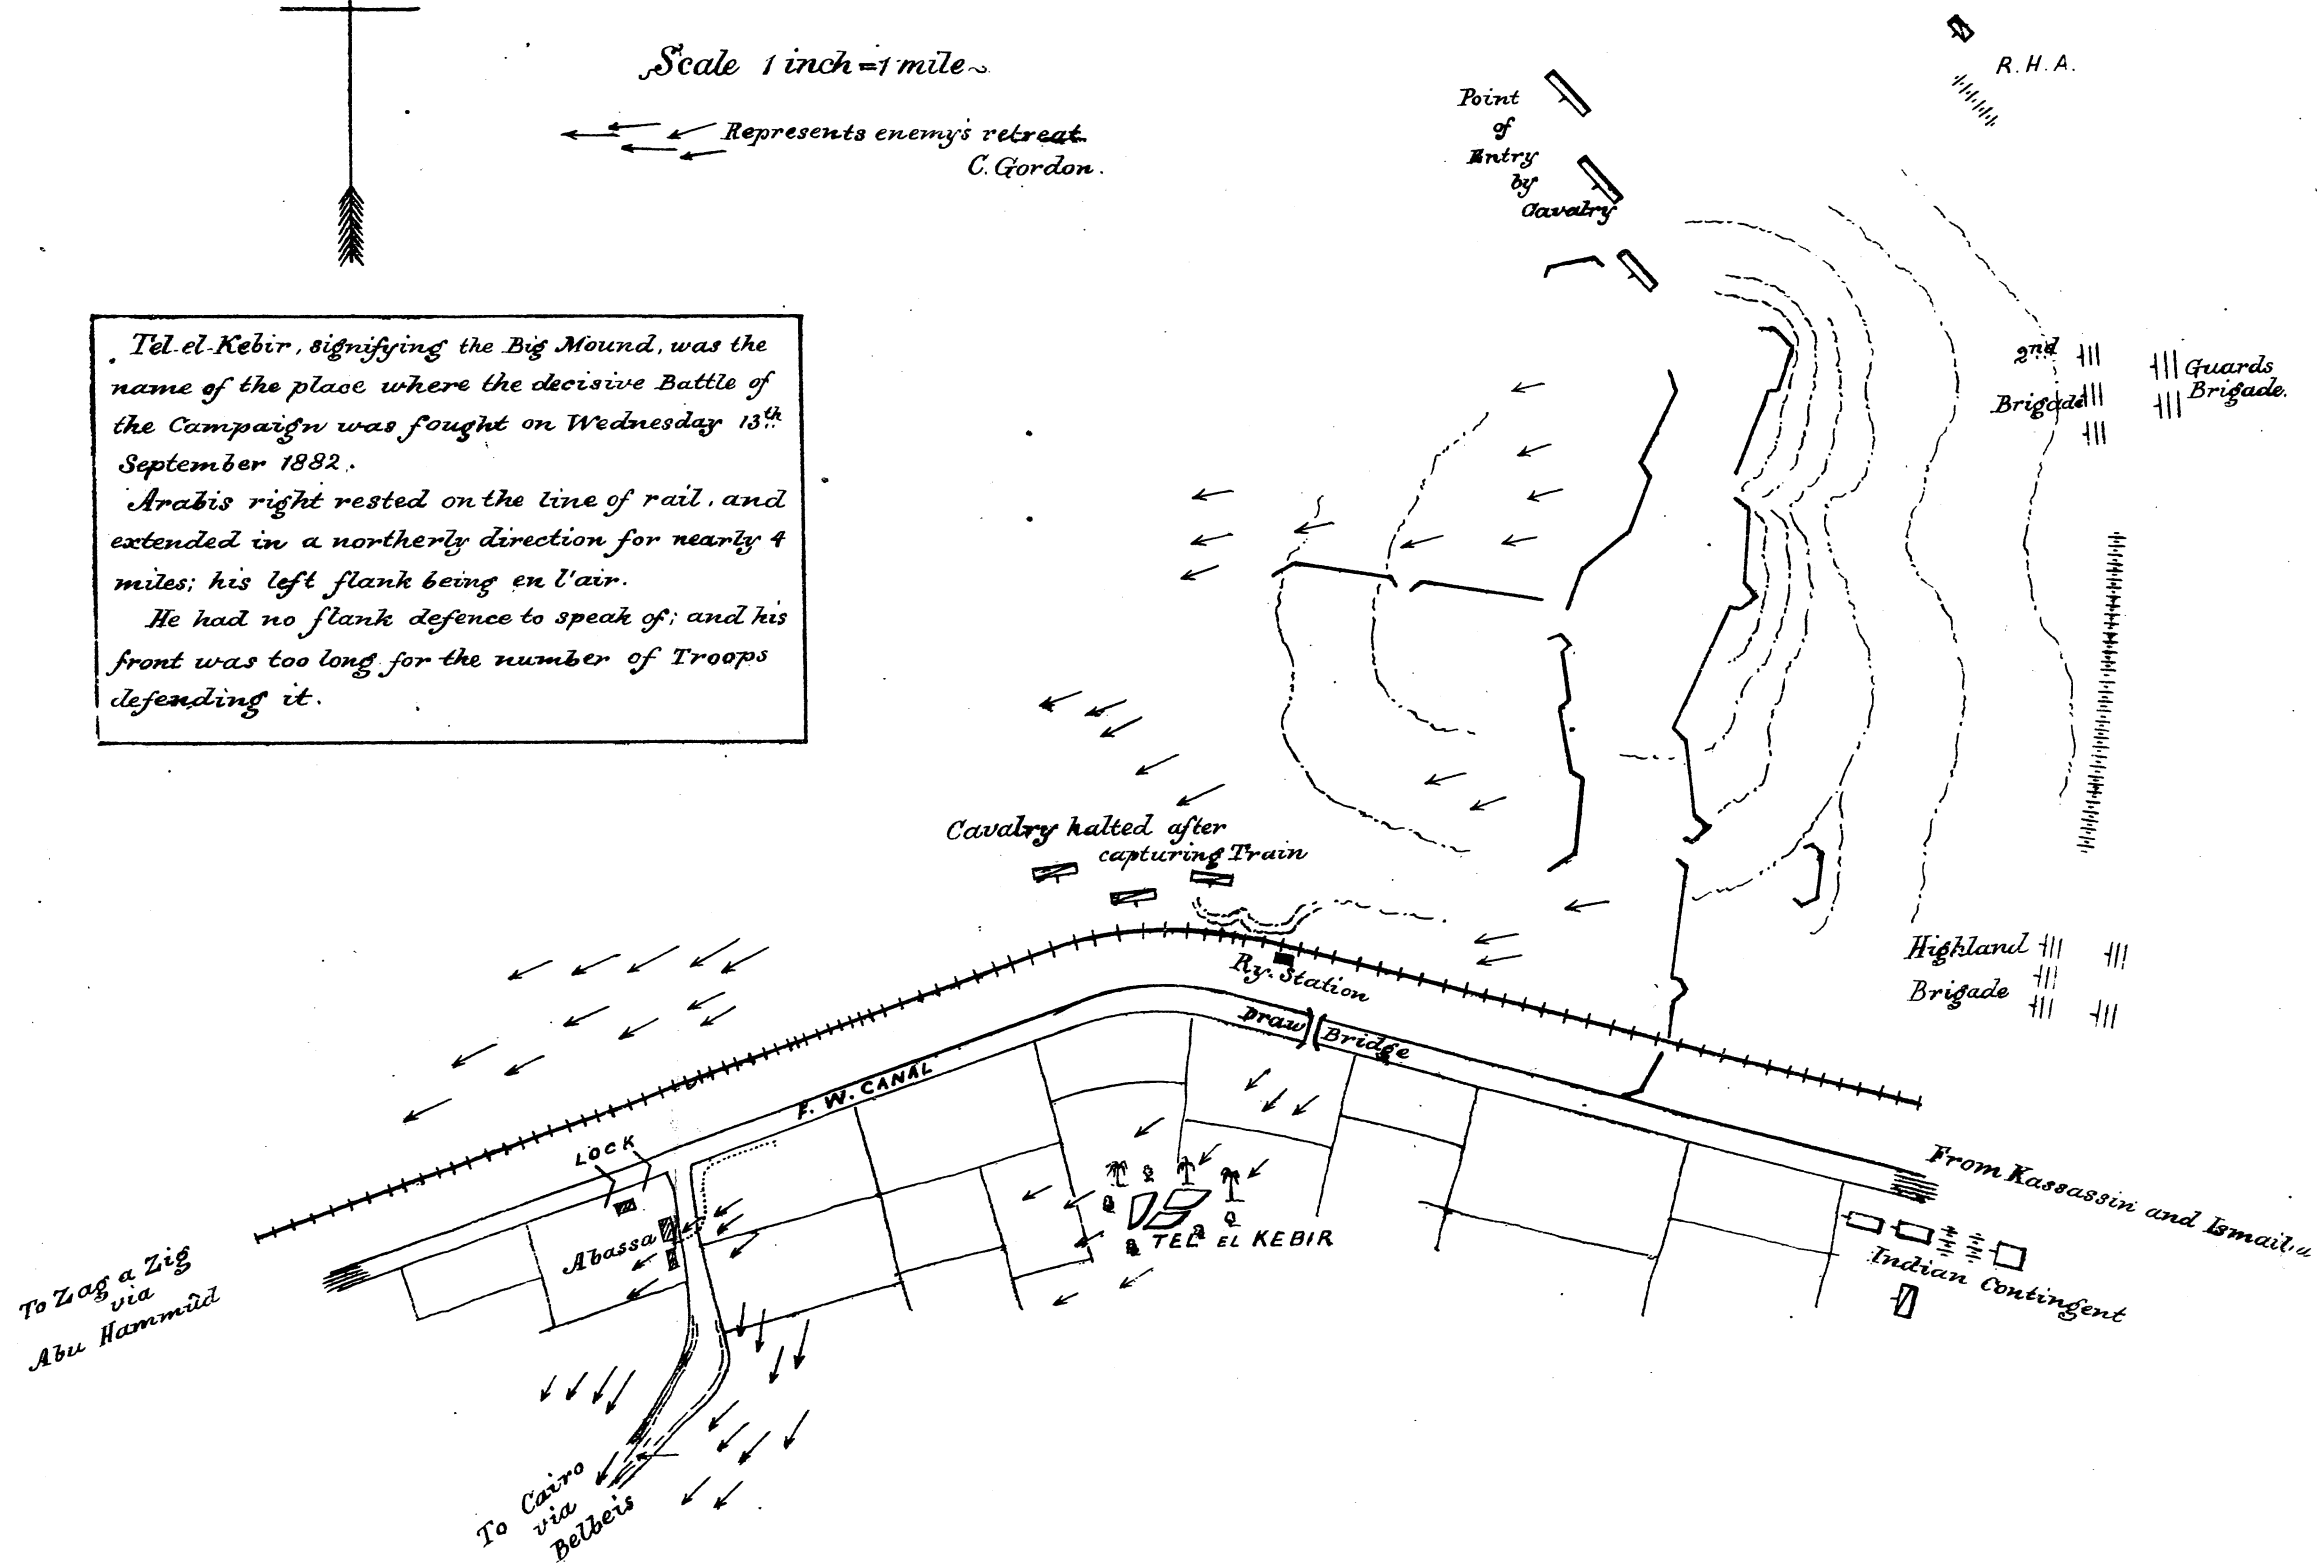 Scale 1 inch = 1 mile
Represents enemy's retreat
C. Gordon.
Point
of
Entry
by
Cavalry
R.H.A.
Tel-el-Kebir, signifying the Big Mound, was the
name of the place where the decisive Battle of
the Campaign was fought on Wednesday 13th
September 1882.
Arabis right rested on the line of rail, and
extended in a northerly direction for nearly 4
miles; his left flank being en l'air.
He had no flank defence to speak of; and his
front was too long for the number of Troops
defending it.
2nd
Brigade
Guards
Brigade.
Cavalry halted after
capturing Train
Highland
Brigade
Ry. Station
Draw Bridge
F. W. CANAL
LOCK
Abassa
TEL EL KEBIR
From Kassassin and Ismailia
Indian Contingent
To Zag a Zig
via
Abu Hammûd
To Cairo
via
Belbeis